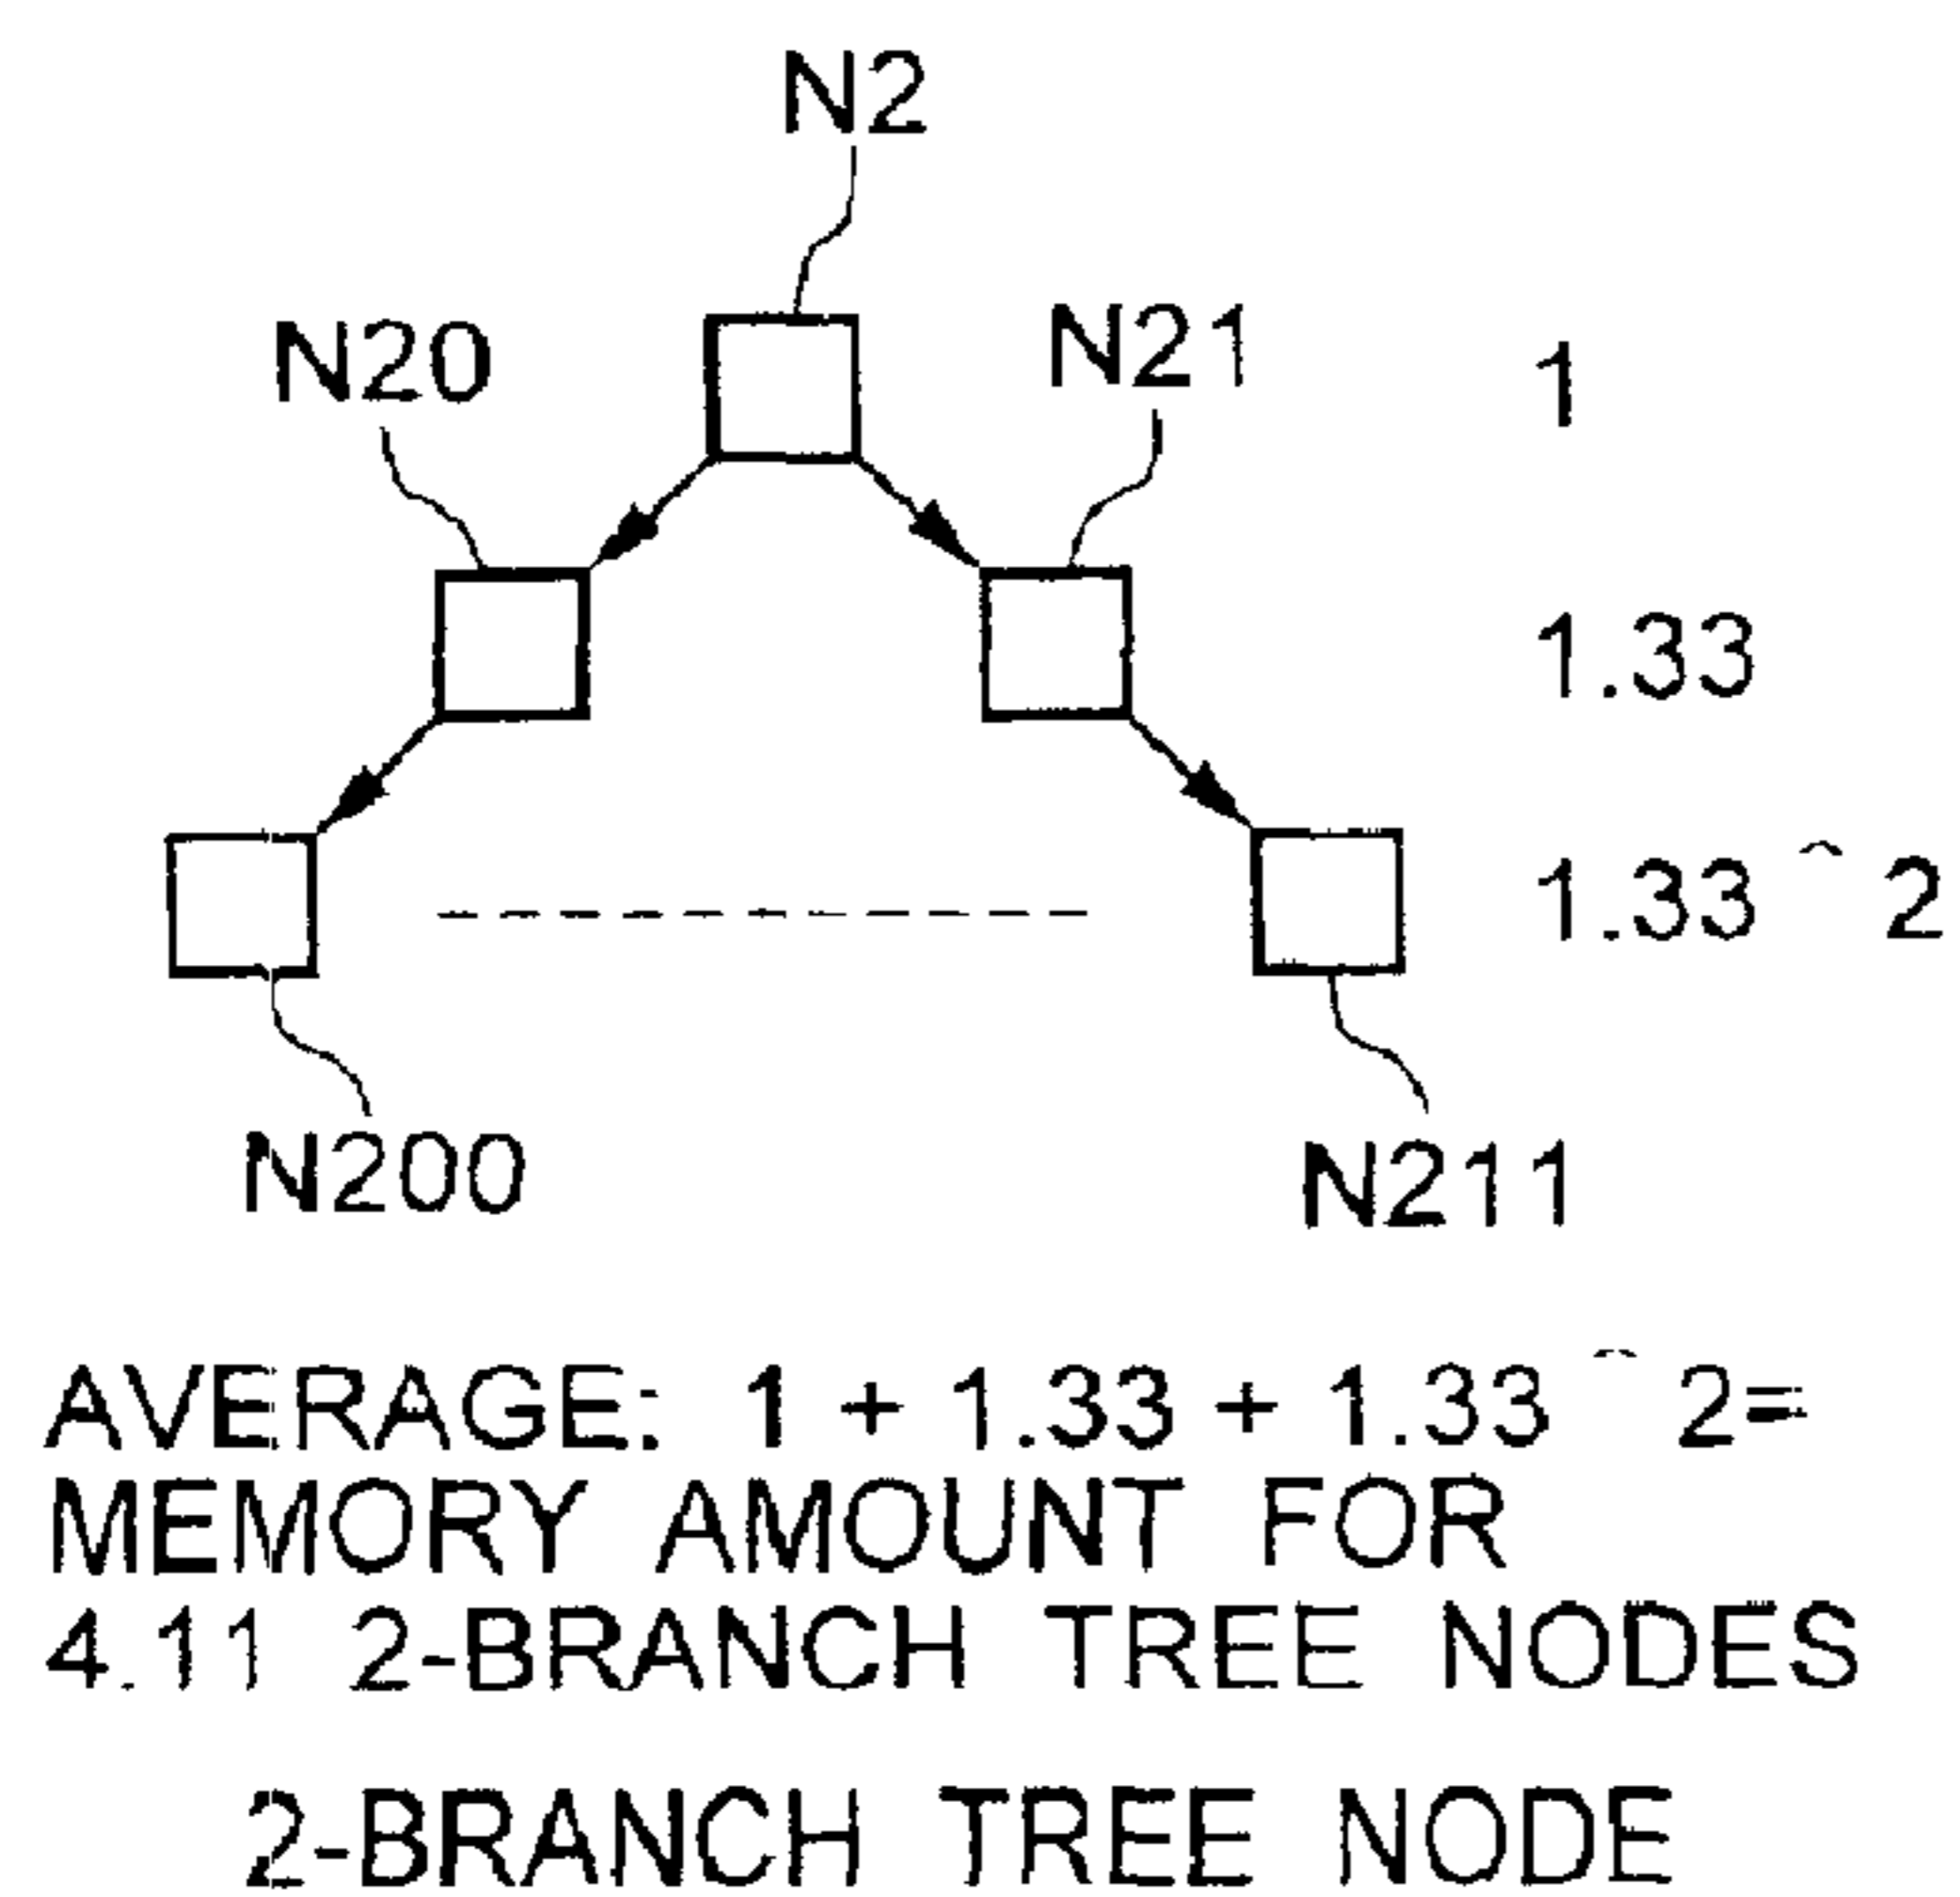 N2
N20
N21
1
1.33
1.33 ^ 2
N200
N211
AVERAGE: 1 + 1.33 + 1.33 ^ 2=
MEMORY AMOUNT FOR
4.11 2-BRANCH TREE NODES
2-BRANCH TREE NODE